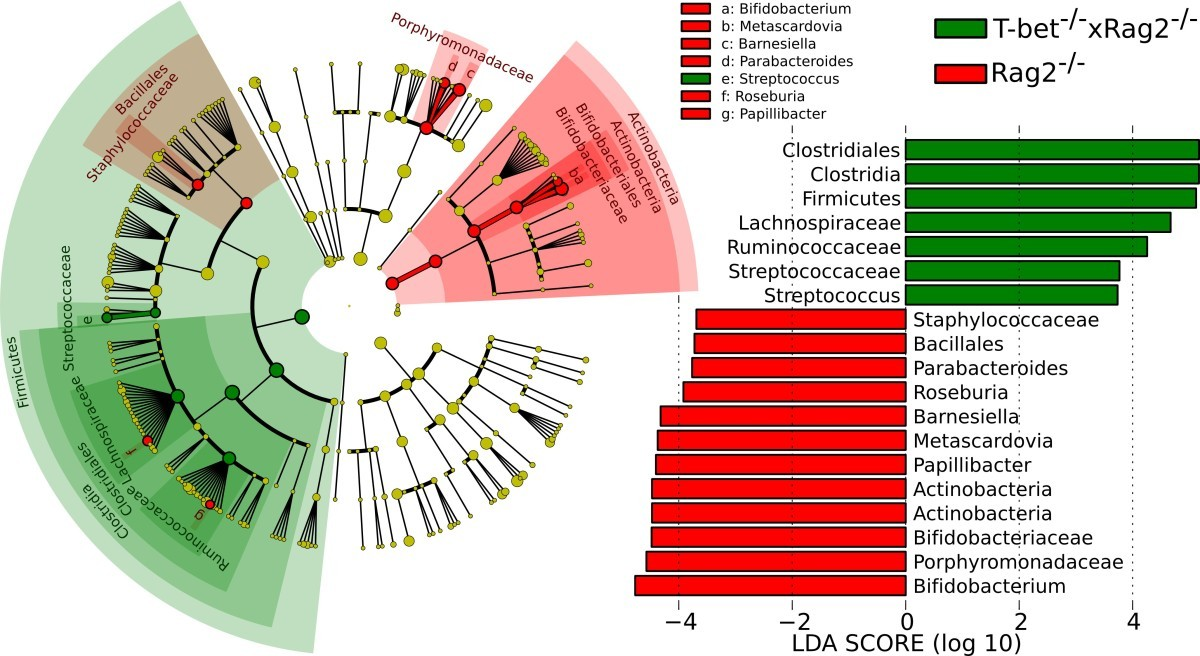 Porphyromonadaceae
d
c
Bacillales
Staphylococcaceae
Actinobacteria
Actinobacteria
Bifidobacteriales
Bifidobacteriaceae
b
a
Streptococcaceae
e
Firmicutes
Lachnospiraceae
f
Clostridiales
Clostridia
Ruminococcaceae
g
a: Bifidobacterium
b: Metascardovia
c: Barnesiella
d: Parabacteroides
e: Streptococcus
f: Roseburia
g: Papillibacter
T-bet-/-xRag2-/-
Rag2-/-
Clostridiales
Clostridia
Firmicutes
Lachnospiraceae
Ruminococcaceae
Streptococcaceae
Streptococcus
Staphylococcaceae
Bacillales
Parabacteroides
Roseburia
Barnesiella
Metascardovia
Papillibacter
Actinobacteria
Actinobacteria
Bifidobacteriaceae
Porphyromonadaceae
Bifidobacterium
−4 −2 0 2 4
LDA SCORE (log 10)